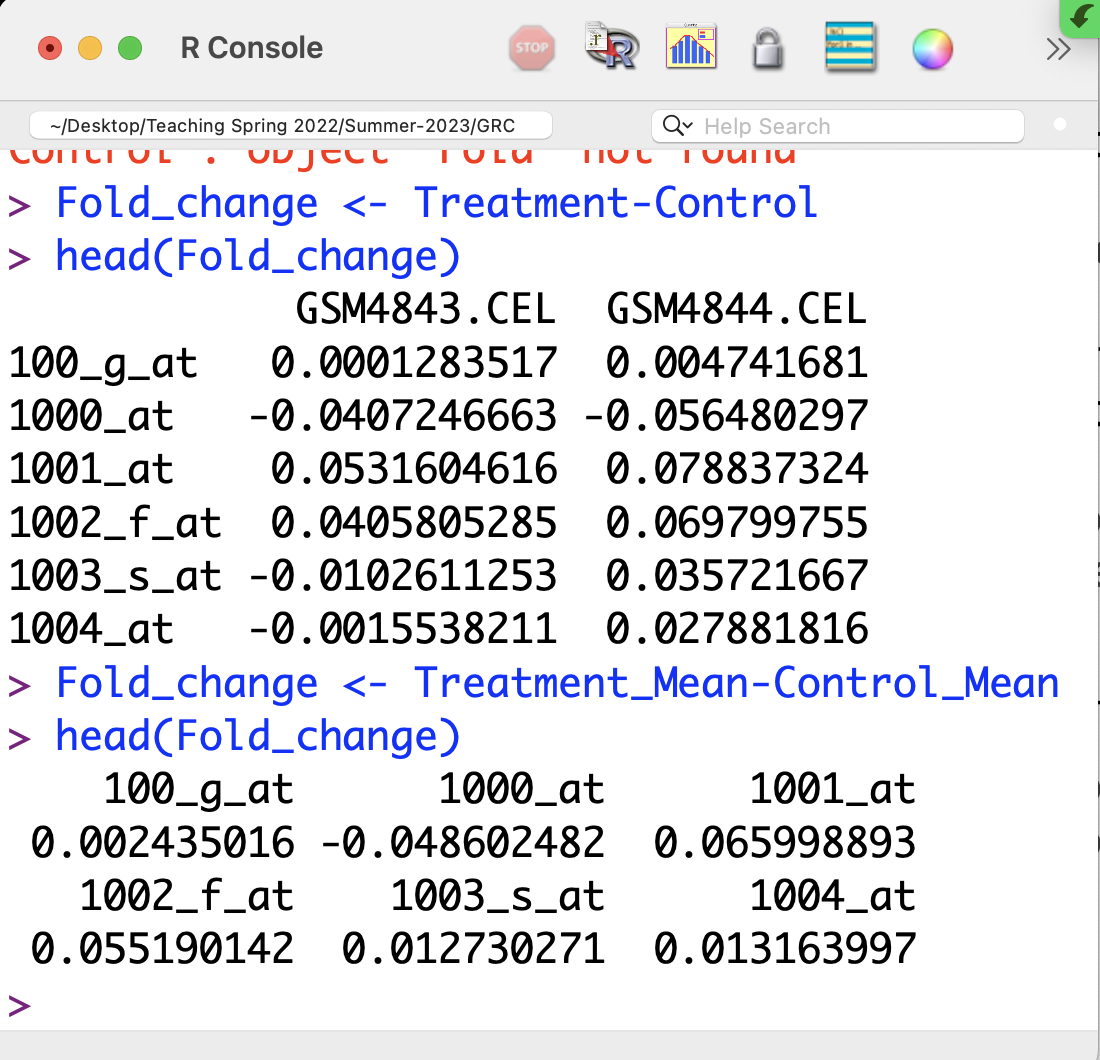 R Console
STOP
~/Desktop/Teaching Spring 2022/Summer-2023/GRC
Help Search
> Fold_change <- Treatment-Control
> head(Fold_change)
GSM4843.CEL GSM4844.CEL
100_g_at 0.0001283517 0.004741681
1000_at -0.0407246663 -0.056480297
1001_at 0.0531604616 0.078837324
1002_f_at 0.0405805285 0.069799755
1003_s_at -0.0102611253 0.035721667
1004_at -0.0015538211 0.027881816
> Fold_change <- Treatment_Mean-Control_Mean
> head(Fold_change)
100_g_at 1000_at 1001_at
0.002435016 -0.048602482 0.065998893
1002_f_at 1003_s_at 1004_at
0.055190142 0.012730271 0.013163997
>